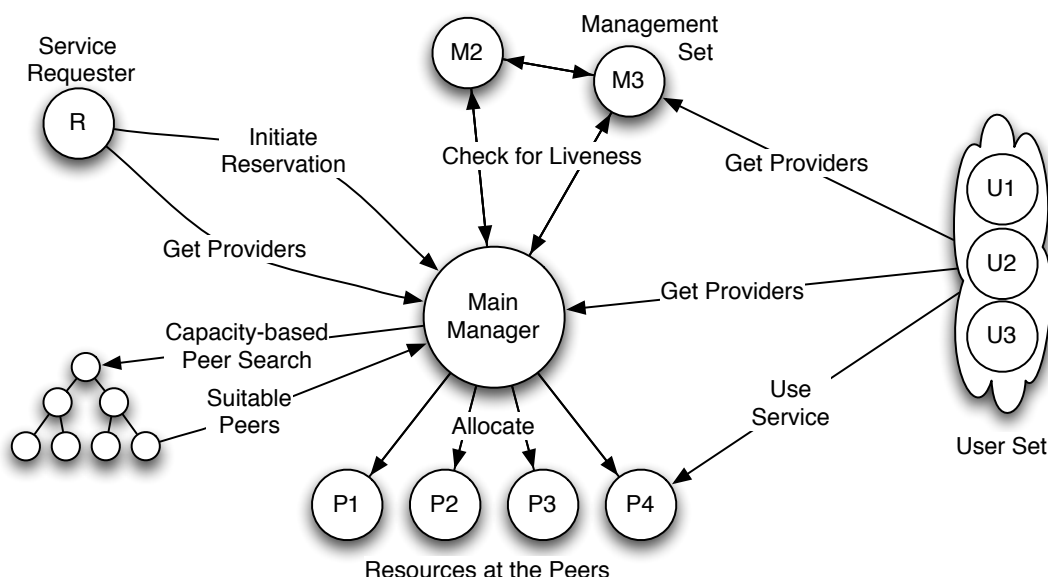 Service
Requester
R
M2
Management
Set
M3
Initiate
Reservation
Check for Liveness
Get Providers
U1
U2
U3
Get Providers
Get Providers
Main
Manager
Capacity-based
Peer Search
Suitable
Peers
Allocate
Use
Service
User Set
P1
P2
P3
P4
Resources at the Peers